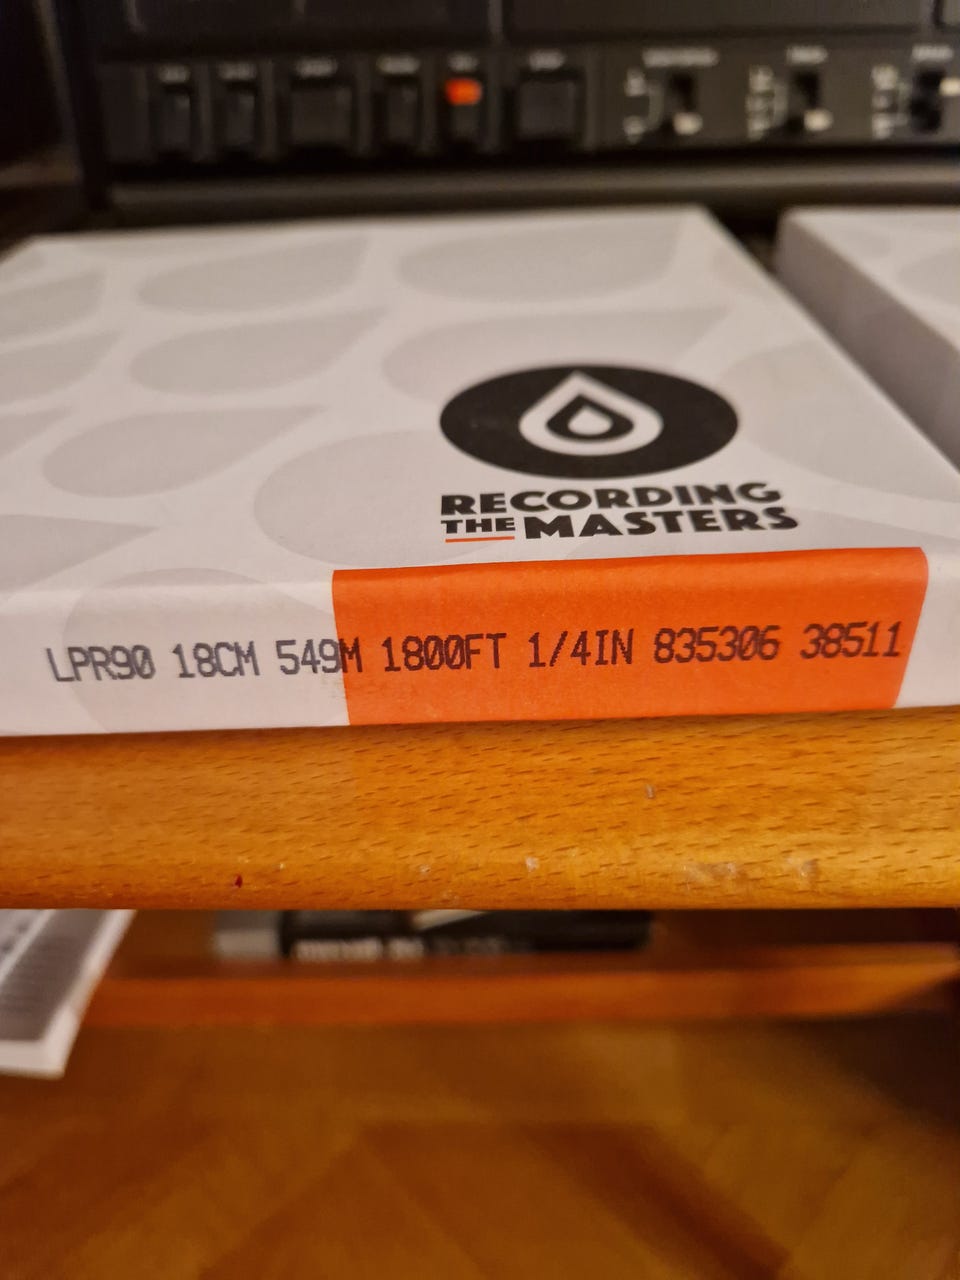 RECORDING
THE MASTERS
LPR90 18CM 549M 1800FT 1/4IN 835306 38511